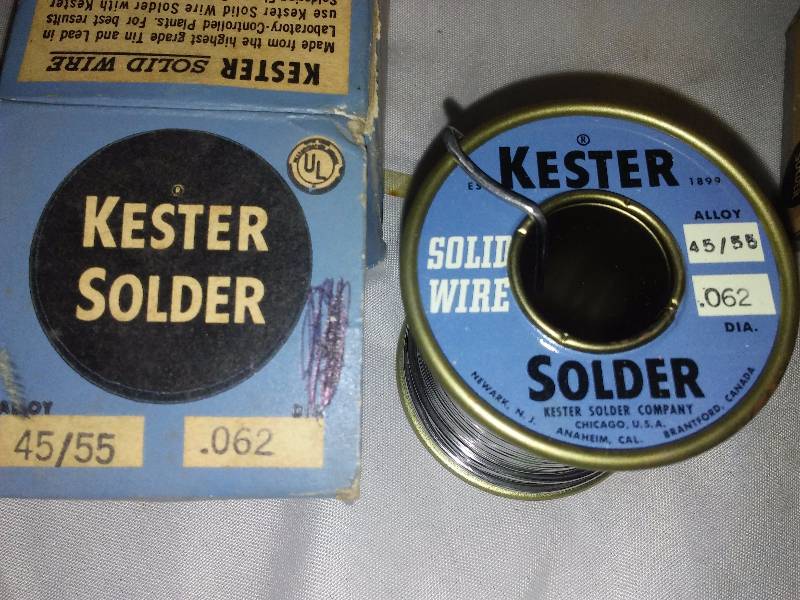 KESTER SOLID WIRE
Made from the highest grade Tin and Lead in
Laboratory-Controlled Plants. For best results
use Kester Solid Wire Solder with Kester
®
KESTER
SOLDER
UL
ALLOY
45/55
.062
®
KESTER
1899
SOLID
WIRE
ALLOY
45/55
.062
DIA.
SOLDER
KESTER SOLDER COMPANY
NEWARK, N. J.
CHICAGO, U.S.A.
ANAHEIM, CAL.
BRANTFORD, CANADA